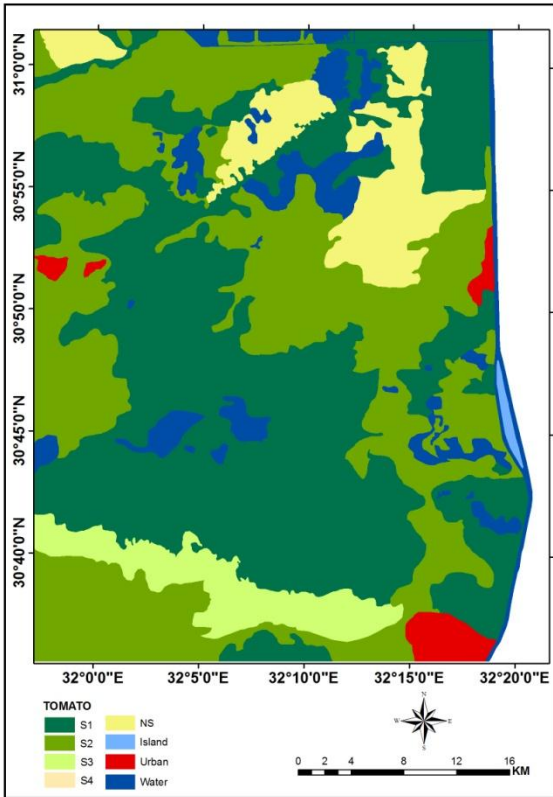 31°0'0"N
30°55'0"N
30°50'0"N
30°45'0"N
30°40'0"N
32°0'0"E 32°5'0"E 32°10'0"E 32°15'0"E 32°20'0"E
TOMATO
S1 NS
S2 Island
S3 Urban
S4 Water
N
W E
S
0 2 4 8 12 16
KM